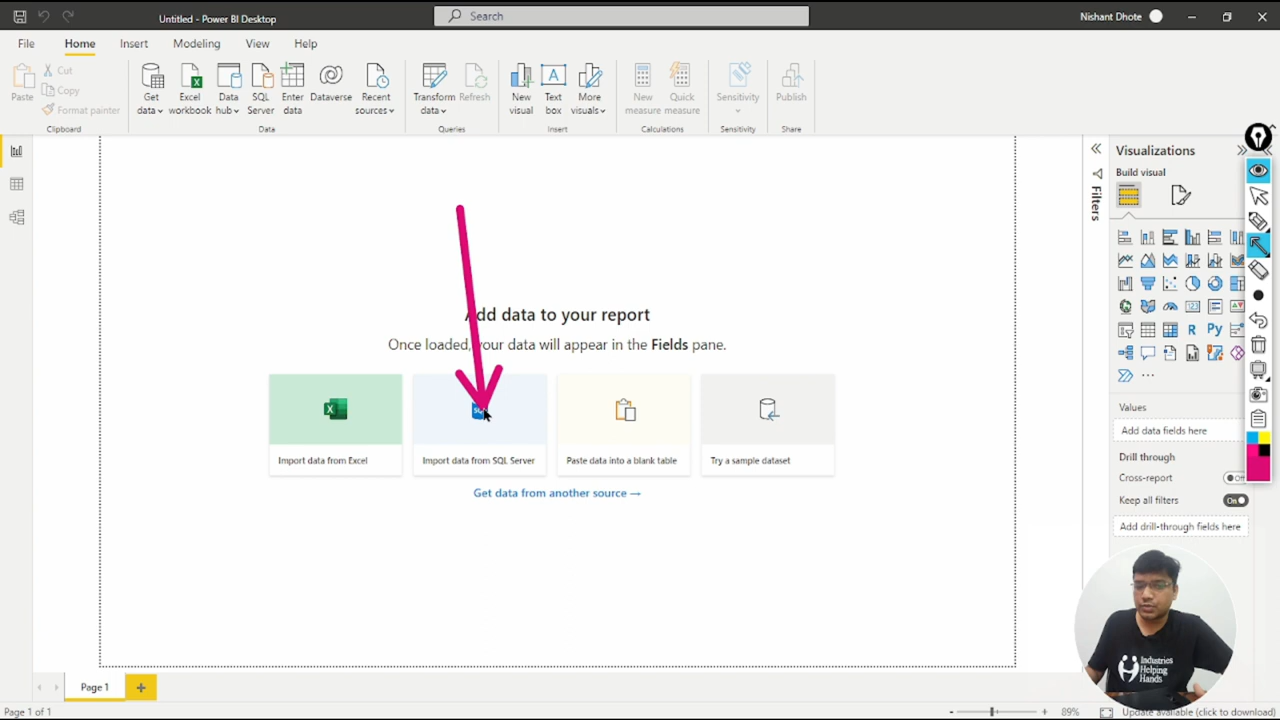 Untitled - Power BI Desktop
Search
Nishant Dhote
File Home Insert Modeling View Help
Paste
Cut
Copy
Format painter
Clipboard
Get data
Excel workbook
Data hub
SQL Server
Enter data
Dataverse
Recent sources
Data
Transform data
Refresh
Queries
New visual
Text box
A
More visuals
Insert
New measure
Quick measure
Calculations
Sensitivity
Sensitivity
Publish
Share
Filters
Visualizations
Build visual
R
Py
Values
Add data fields here
Drill through
Cross-report
Off
Keep all filters
On
Add drill-through fields here
Add data to your report
Once loaded, your data will appear in the Fields pane.
Import data from Excel
Import data from SQL Server
Paste data into a blank table
Try a sample dataset
Get data from another source →
Industries
Helping
Hands
Page 1
Page 1 of 1
- + 89%
Update available (click to download)